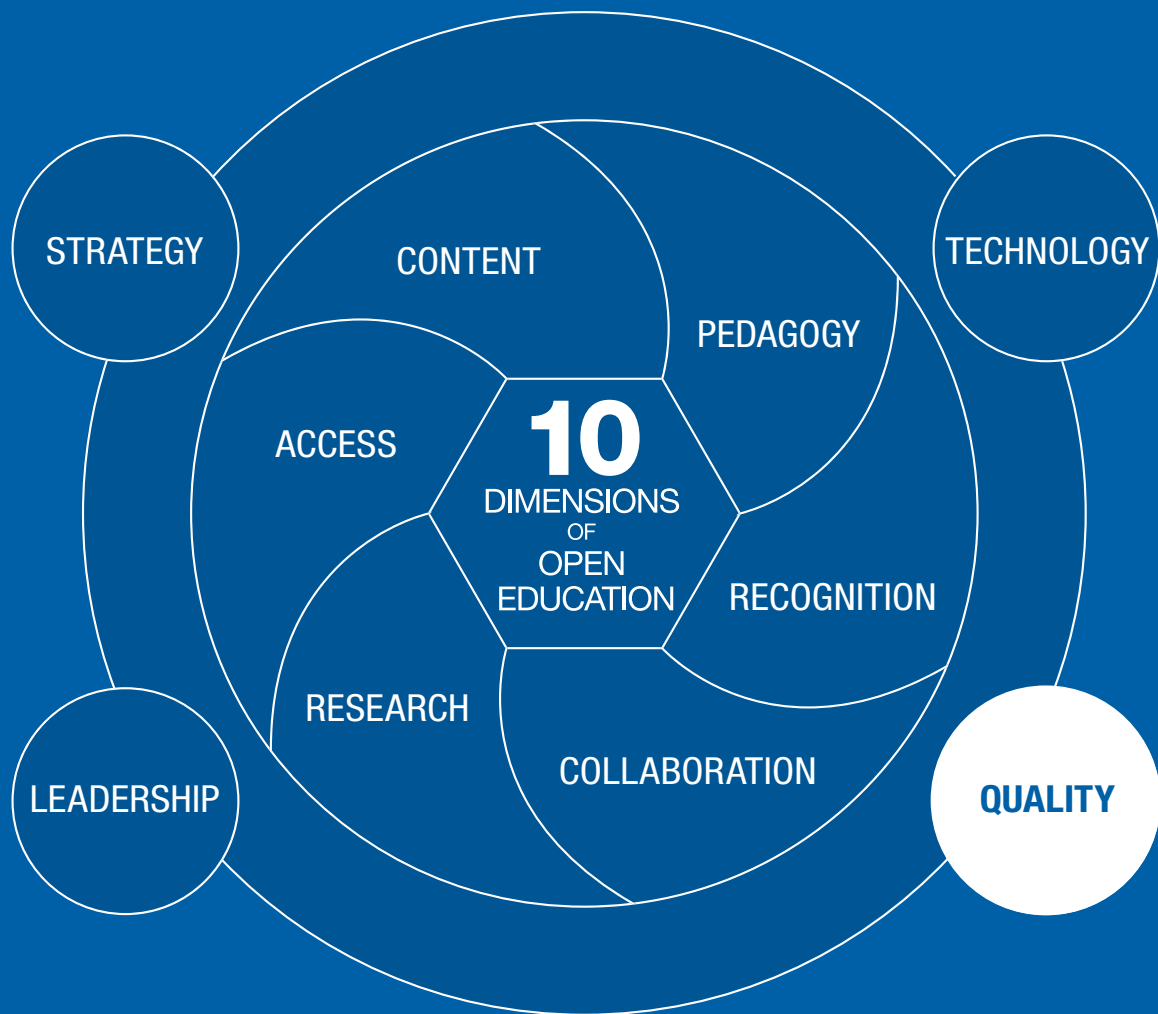 STRATEGY
TECHNOLOGY
CONTENT
PEDAGOGY
ACCESS
10
DIMENSIONS
OF
OPEN
EDUCATION
RECOGNITION
RESEARCH
COLLABORATION
LEADERSHIP
QUALITY